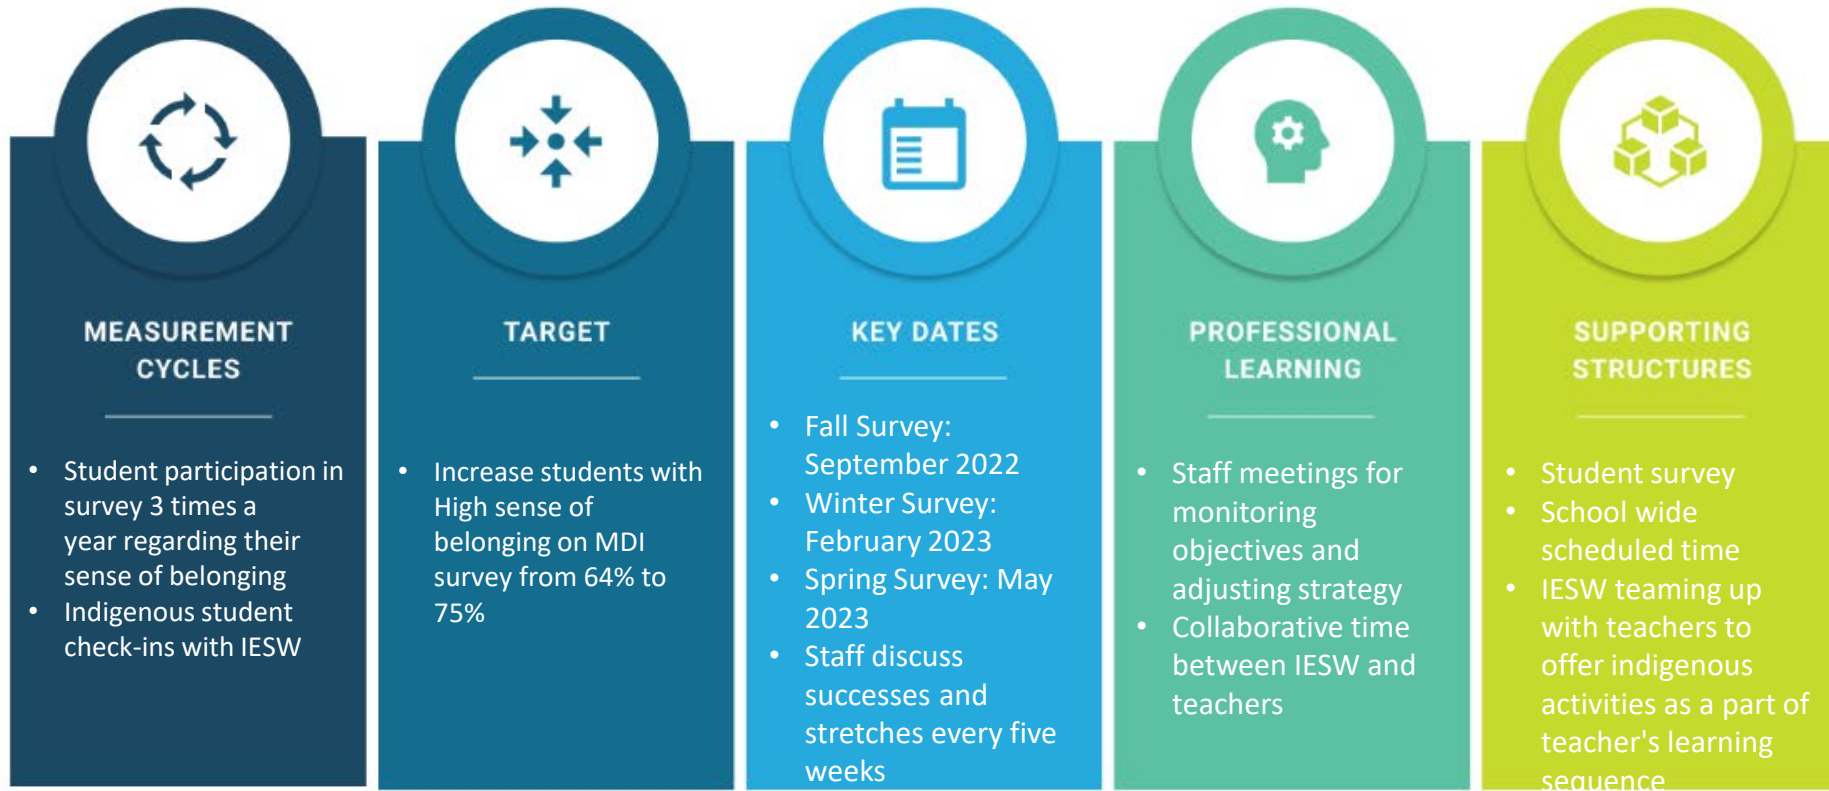 MEASUREMENT
CYCLES
• Student participation in
survey 3 times a
year regarding their
sense of belonging
• Indigenous student
check-ins with IESW
TARGET
• Increase students with
High sense of
belonging on MDI
survey from 64% to
75%
KEY DATES
• Fall Survey:
September 2022
• Winter Survey:
February 2023
• Spring Survey: May
2023
• Staff discuss
successes and
stretches every five
weeks
PROFESSIONAL
LEARNING
• Staff meetings for
monitoring
objectives and
adjusting strategy
• Collaborative time
between IESW and
teachers
SUPPORTING
STRUCTURES
• Student survey
• School wide
scheduled time
• IESW teaming up
with teachers to
offer indigenous
activities as a part of
teacher's learning
sequence